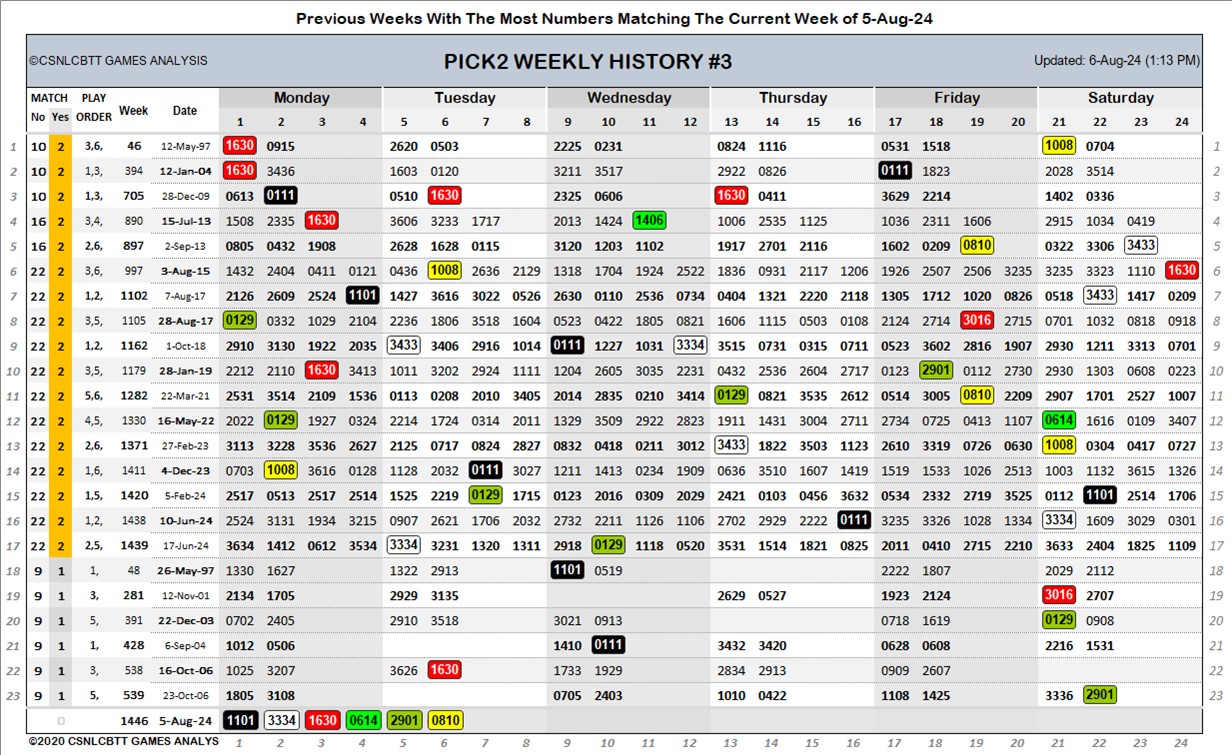 Previous Weeks With The Most Numbers Matching The Current Week of 5-Aug-24
©CSNLCBTT GAMES ANALYSIS PICK2 WEEKLY HISTORY #3 Updated: 6-Aug-24 (1:13 PM)
MATCH PLAY Week Date Monday Tuesday Wednesday Thursday Friday Saturday
No Yes ORDER 1 2 3 4 5 6 7 8 9 10 11 12 13 14 15 16 17 18 19 20 21 22 23 24
1 10 2 3,6, 46 12-May-97 1630 0915 2620 0503 2225 0231 0824 1116 0531 1518 1008 0704 1
2 10 2 1,3, 394 12-Jan-04 1630 3436 1603 0120 3211 3517 2922 0826 0111 1823 2028 3514 2
3 10 2 1,3, 705 28-Dec-09 0613 0111 0510 1630 2325 0606 1630 0411 3629 2214 1402 0336 3
4 16 2 3,4, 890 15-Jul-13 1508 2335 1630 3606 3233 1717 2013 1424 1406 1006 2535 1125 1036 2311 1606 2915 1034 0419 4
5 16 2 2,6, 897 2-Sep-13 0805 0432 1908 2628 1628 0115 3120 1203 1102 1917 2701 2116 1602 0209 0810 0322 3306 3433 5
6 22 2 3,6, 997 3-Aug-15 1432 2404 0411 0121 0436 1008 2636 2129 1318 1704 1924 2522 1836 0931 2117 1206 1926 2507 2506 3235 3235 3323 1110 1630 6
7 22 2 1,2, 1102 7-Aug-17 2126 2609 2524 1101 1427 3616 3022 0526 2630 0110 2536 0734 0404 1321 2220 2118 1305 1712 1020 0826 0518 3433 1417 0209 7
8 22 2 3,5, 1105 28-Aug-17 0129 0332 1029 2104 2236 1806 3518 1604 0523 0422 1805 0821 1606 1115 0503 0108 2124 2714 3016 2715 0701 1032 0818 0918 8
9 22 2 1,2, 1162 1-Oct-18 2910 3130 1922 2035 3433 3406 2916 1014 0111 1227 1031 3334 3515 0731 0315 0711 0523 3602 2816 1907 2930 1211 3313 0701 9
10 22 2 3,5, 1179 28-Jan-19 2212 2110 1630 3413 1011 3202 2924 1111 1204 2605 3035 2231 0432 2536 2604 2717 0123 2901 0112 2730 2930 1303 0608 0223 10
11 22 2 5,6, 1282 22-Mar-21 2531 3514 2109 1536 0113 0208 2010 3405 2014 2835 0210 3414 0129 0821 3535 2612 0514 3005 0810 2209 2907 1701 2527 1007 11
12 22 2 4,5, 1330 16-May-22 2022 0129 1927 0324 2214 1724 0314 2011 1329 3504 2922 2823 1911 1431 3004 2711 2734 0725 0413 1107 0614 1616 0109 3407 12
13 22 2 2,6, 1371 27-Feb-23 3113 3228 3536 2627 2125 0717 0824 2827 0832 0418 0211 3012 3433 1822 3503 1123 2610 3319 0726 0630 1008 0304 0417 0727 13
14 22 2 1,6, 1411 4-Dec-23 0703 1008 3616 0128 1128 2032 0111 3027 1211 1413 0234 1909 0636 3510 1607 1419 1519 1533 1026 2513 1003 1132 3615 1326 14
15 22 2 1,5, 1420 5-Feb-24 2517 0513 2517 2514 1525 2219 0129 1715 0123 2016 0309 2029 2421 0103 0456 3632 0534 2332 2719 3525 0112 1101 2514 1706 15
16 22 2 1,2, 1438 10-Jun-24 2524 3131 1934 3215 0907 2621 1706 2032 2732 2211 1126 1106 2702 2929 2222 0111 3235 3326 1028 1334 3334 1609 3029 0301 16
17 22 2 2,5, 1439 17-Jun-24 3634 1412 0612 3534 3334 3231 1320 1311 2918 0129 1118 0520 3531 1514 1821 0825 2011 0410 2715 2210 3633 2404 1825 1109 17
18 9 1 1, 48 26-May-97 1330 1627 1322 2913 1101 0519 2222 1807 2029 2112 18
19 9 1 3, 281 12-Nov-01 2134 1705 2929 3135 2629 0527 1923 2124 3016 2707 19
20 9 1 5, 391 22-Dec-03 0702 2405 2910 3518 3021 0913 0718 1619 0129 0908 20
21 9 1 1, 428 6-Sep-04 1012 0506 1410 0111 3432 3420 0628 0608 2216 1531 21
22 9 1 3, 538 16-Oct-06 1025 3207 3626 1630 1733 1929 2834 2913 0909 2607 22
23 9 1 5, 539 23-Oct-06 1805 3108 0705 2403 1010 0422 1108 1425 3336 2901 23
0 1446 5-Aug-24 1101 3334 1630 0614 2901 0810
©2020 CSNLCBTT GAMES ANALYS 1 2 3 4 5 6 7 8 9 10 11 12 13 14 15 16 17 18 19 20 21 22 23 24